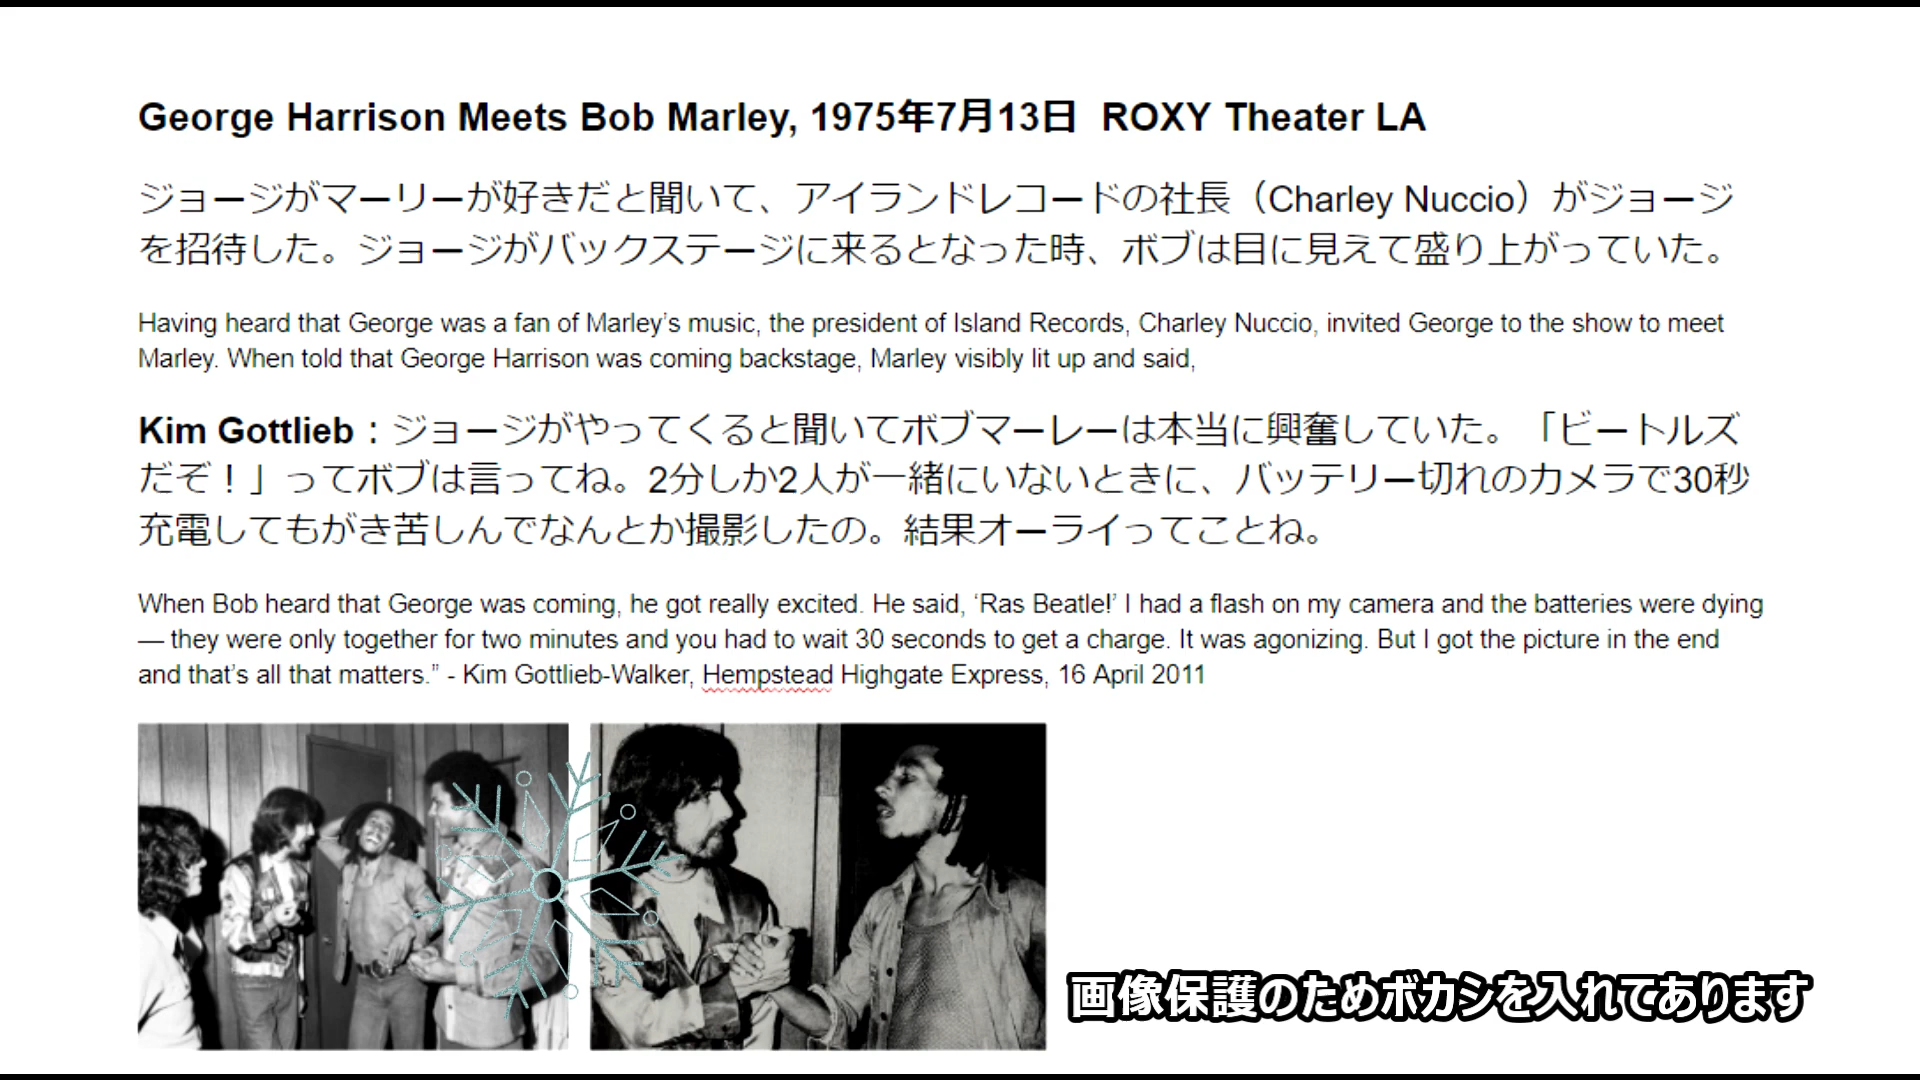 George Harrison Meets Bob Marley, 1975年7月13日 ROXY Theater LA
ジョージがマーリーが好きだと聞いて、アイランドレコードの社長（Charley Nuccio）がジョージ
を招待した。ジョージがバックステージに来るとなった時、ボブは目に見えて盛り上がっていた。
Having heard that George was a fan of Marley’s music, the president of Island Records, Charley Nuccio, invited George to the show to meet
Marley. When told that George Harrison was coming backstage, Marley visibly lit up and said,
Kim Gottlieb：ジョージがやってくると聞いてボブマーレーは本当に興奮していた。「ビートルズ
だぞ！」ってボブは言ってね。2分しか2人が一緒にいないときに、バッテリー切れのカメラで30秒
充電してもがき苦しんでなんとか撮影したの。結果オーライってことね。
When Bob heard that George was coming, he got really excited. He said, ‘Ras Beatle!’ I had a flash on my camera and the batteries were dying
— they were only together for two minutes and you had to wait 30 seconds to get a charge. It was agonizing. But I got the picture in the end
and that’s all that matters.” - Kim Gottlieb-Walker, Hempstead Highgate Express, 16 April 2011
画像保護のためボカシを入れてあります